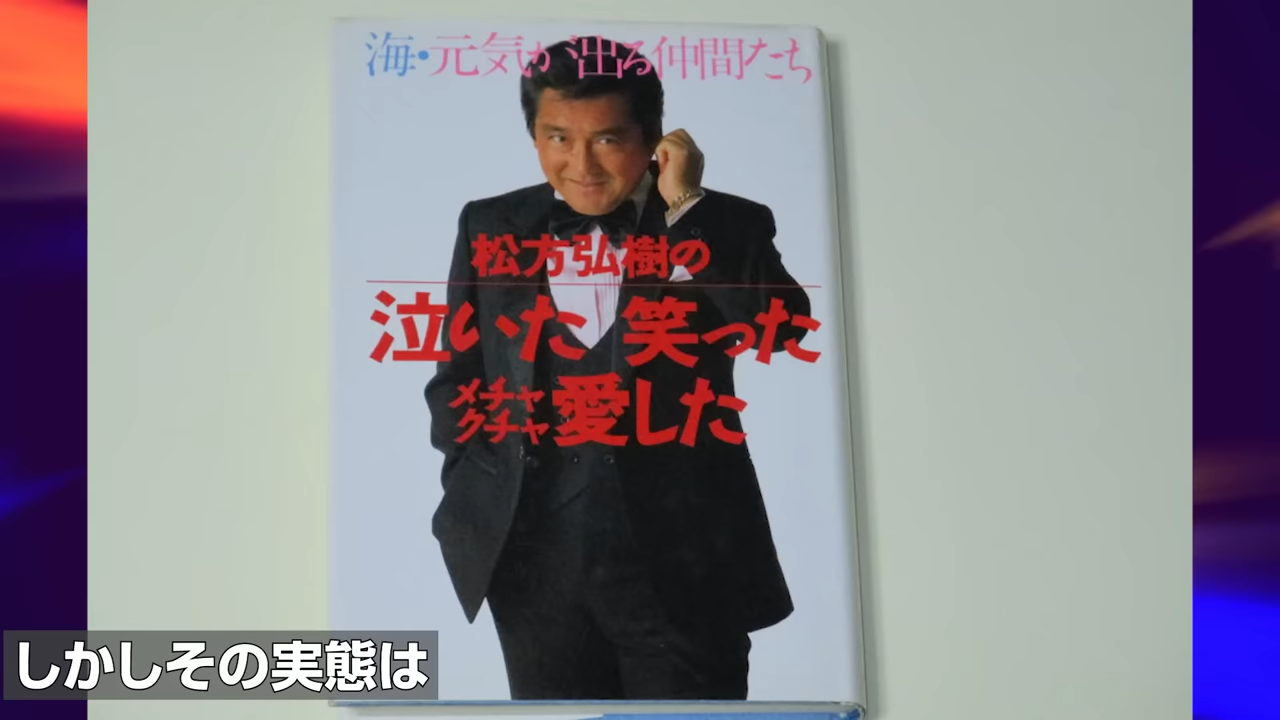 海・元気が出る仲間たち
松方弘樹の
泣いた 笑った
メチャクチャ愛した
しかしその実態は